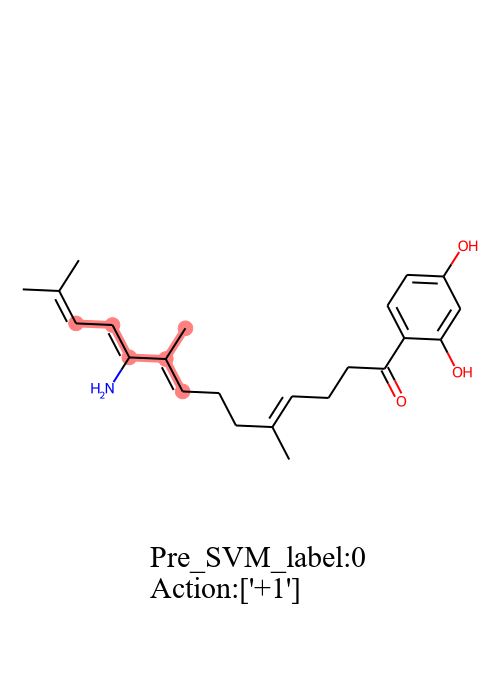 OH
H2N
OH
O
Pre_SVM_label:0
Action:['+1']